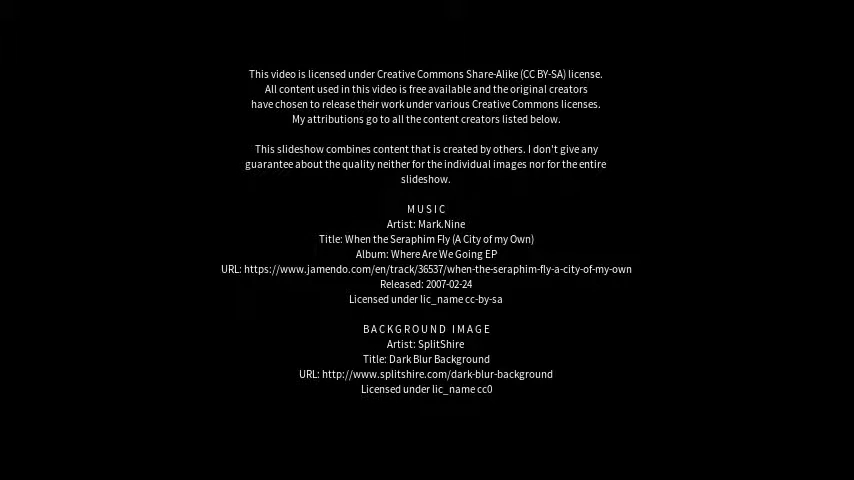 This video is licensed under Creative Commons Share-Alike (CC BY-SA) license.
All content used in this video is free available and the original creators
have chosen to release their work under various Creative Commons licenses.
My attributions go to all the content creators listed below.
This slideshow combines content that is created by others. I don't give any
guarantee about the quality neither for the individual images nor for the entire
slideshow.
MUSIC
Artist: Mark.Nine
Title: When the Seraphim Fly (A City of my Own)
Album: Where Are We Going EP
URL: https://www.jamendo.com/en/track/36537/when-the-seraphim-fly-a-city-of-my-own
Released: 2007-02-24
Licensed under lic_name cc-by-sa
BACKGROUND IMAGE
Artist: SplitShire
Title: Dark Blur Background
URL: http://www.splitshire.com/dark-blur-background
Licensed under lic_name cc0